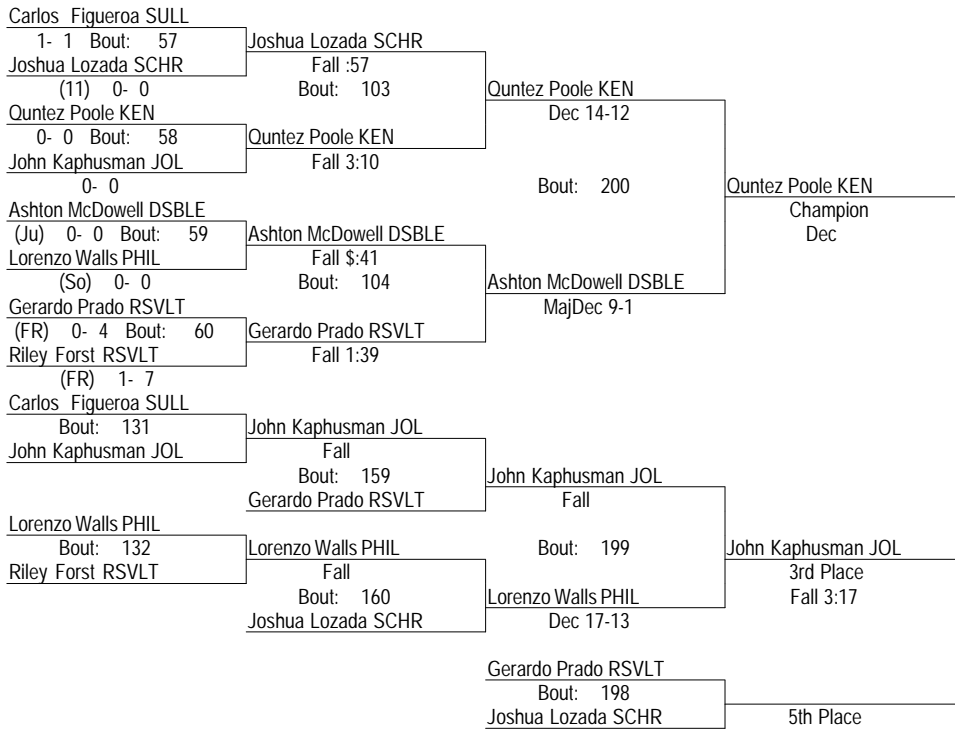 Carlos Figueroa SULL
1- 1 Bout: 57
Joshua Lozada SCHR
(11) 0- 0
Quntez Poole KEN
0- 0 Bout: 58
John Kaphusman JOL
0- 0
Ashton McDowell DSBLE
(Ju) 0- 0 Bout: 59
Lorenzo Walls PHIL
(So) 0- 0
Gerardo Prado RSVLT
(FR) 0- 4 Bout: 60
Riley Forst RSVLT
(FR) 1- 7
Joshua Lozada SCHR
Fall :57
Bout: 103
Quntez Poole KEN
Fall 3:10
Ashton McDowell DSBLE
Fall $:41
Bout: 104
Gerardo Prado RSVLT
Fall 1:39
Quntez Poole KEN
Dec 14-12
Bout: 200
Ashton McDowell DSBLE
MajDec 9-1
Quntez Poole KEN
Champion
Dec
Carlos Figueroa SULL
Bout: 131
John Kaphusman JOL
Lorenzo Walls PHIL
Bout: 132
Riley Forst RSVLT
John Kaphusman JOL
Fall
Bout: 159
Gerardo Prado RSVLT
Lorenzo Walls PHIL
Fall
Bout: 160
Joshua Lozada SCHR
John Kaphusman JOL
Fall
Bout: 199
Lorenzo Walls PHIL
Dec 17-13
John Kaphusman JOL
3rd Place
Fall 3:17
Gerardo Prado RSVLT
Bout: 198
Joshua Lozada SCHR
5th Place